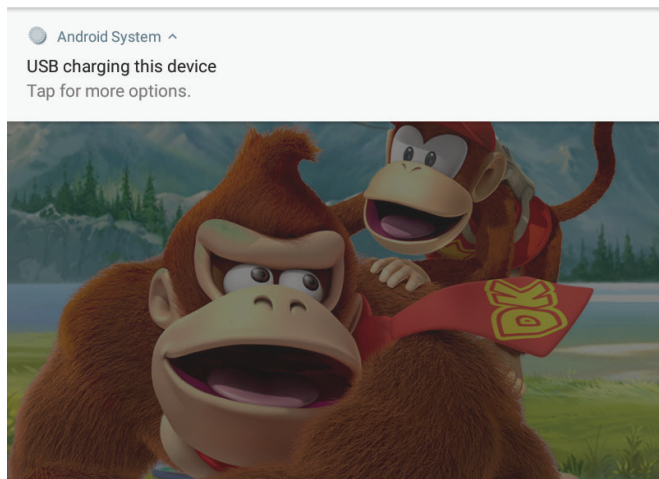 Android System
USB charging this device
Tap for more options.
DK